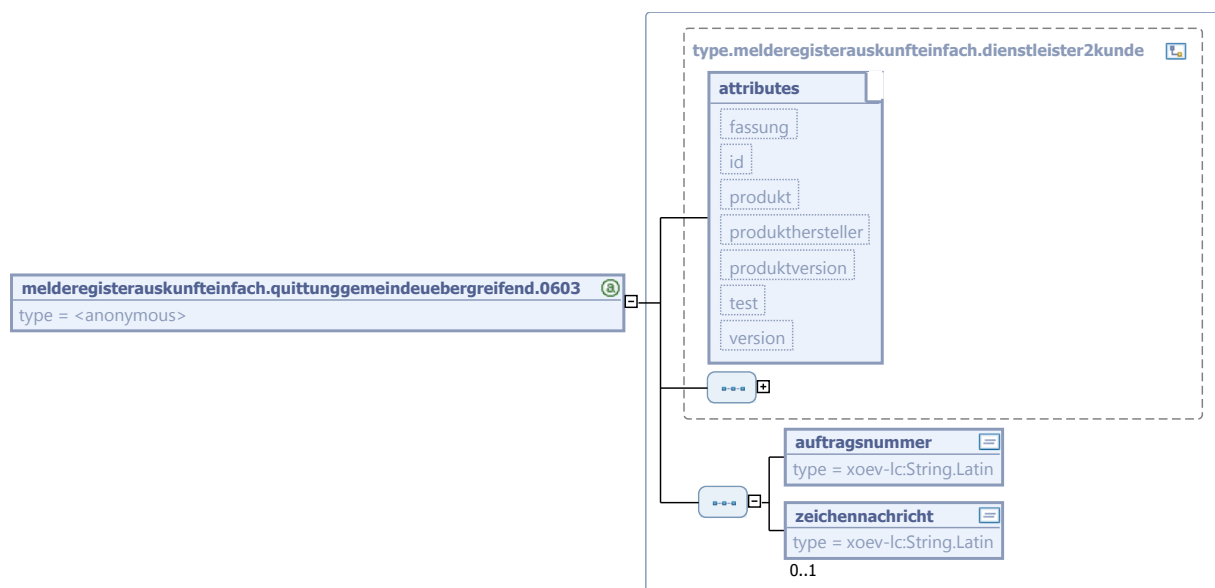 type.melderegisterauskunfteinfach.dienstleister2kunde
attributes
fassung
id
produkt
produkthersteller
produktversion
test
version
melderegisterauskunfteinfach.quittunggemeindeuebergreifend.0603
a
type = <anonymous>
auftragsnummer
type = xoev-lc:String.Latin
zeichennachricht
type = xoev-lc:String.Latin
0..1